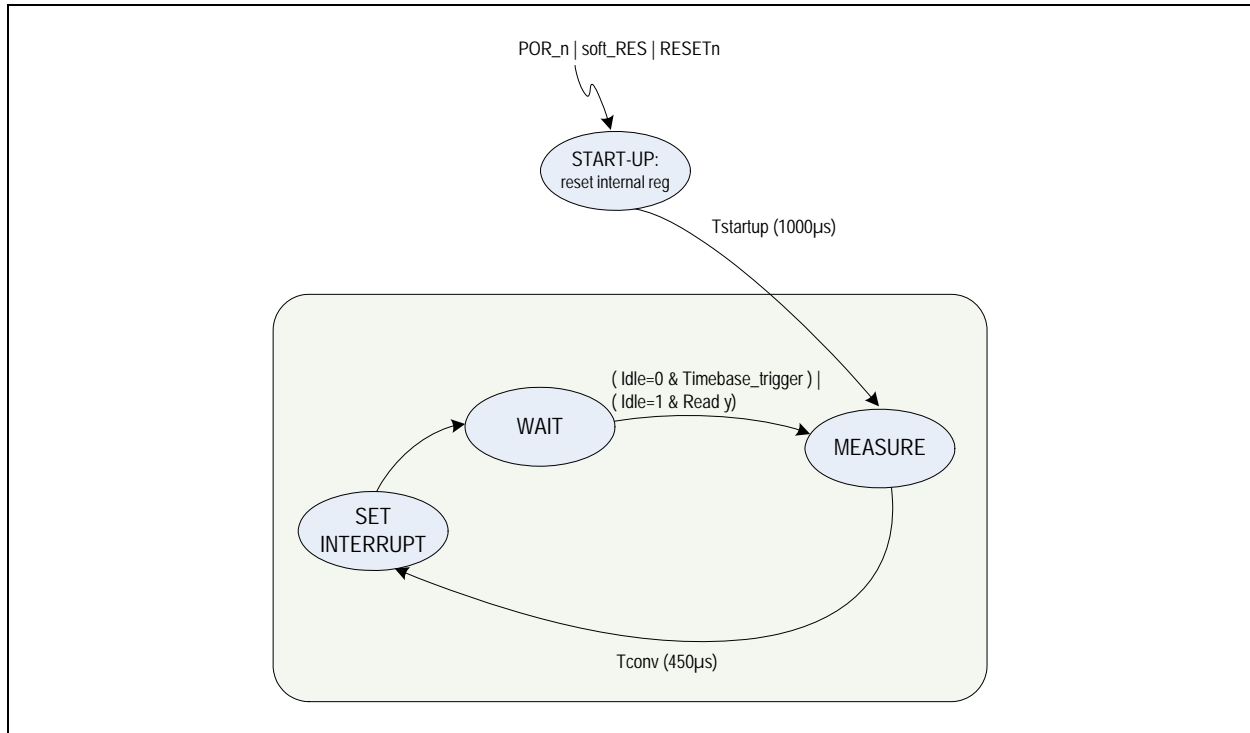 POR_n | soft_RES | RESETn
START-UP:
reset internal reg
Tstartup (1000µs)
( Idle=0 & Timebase_trigger ) |
( Idle=1 & Read y)
WAIT
MEASURE
SET
INTERRUPT
Tconv (450µs)